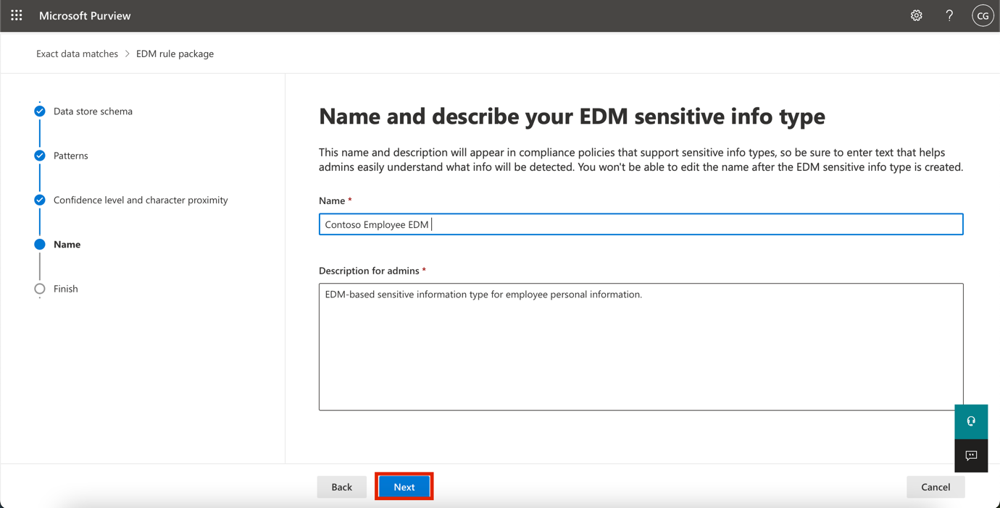 Microsoft Purview
?
CG
Exact data matches > EDM rule package
Data store schema
Patterns
Confidence level and character proximity
Name
Finish
Name and describe your EDM sensitive info type
This name and description will appear in compliance policies that support sensitive info types, so be sure to enter text that helps
admins easily understand what info will be detected. You won't be able to edit the name after the EDM sensitive info type is created.
Name *
Contoso Employee EDM
Description for admins *
EDM-based sensitive information type for employee personal information.
Back
Next
Cancel